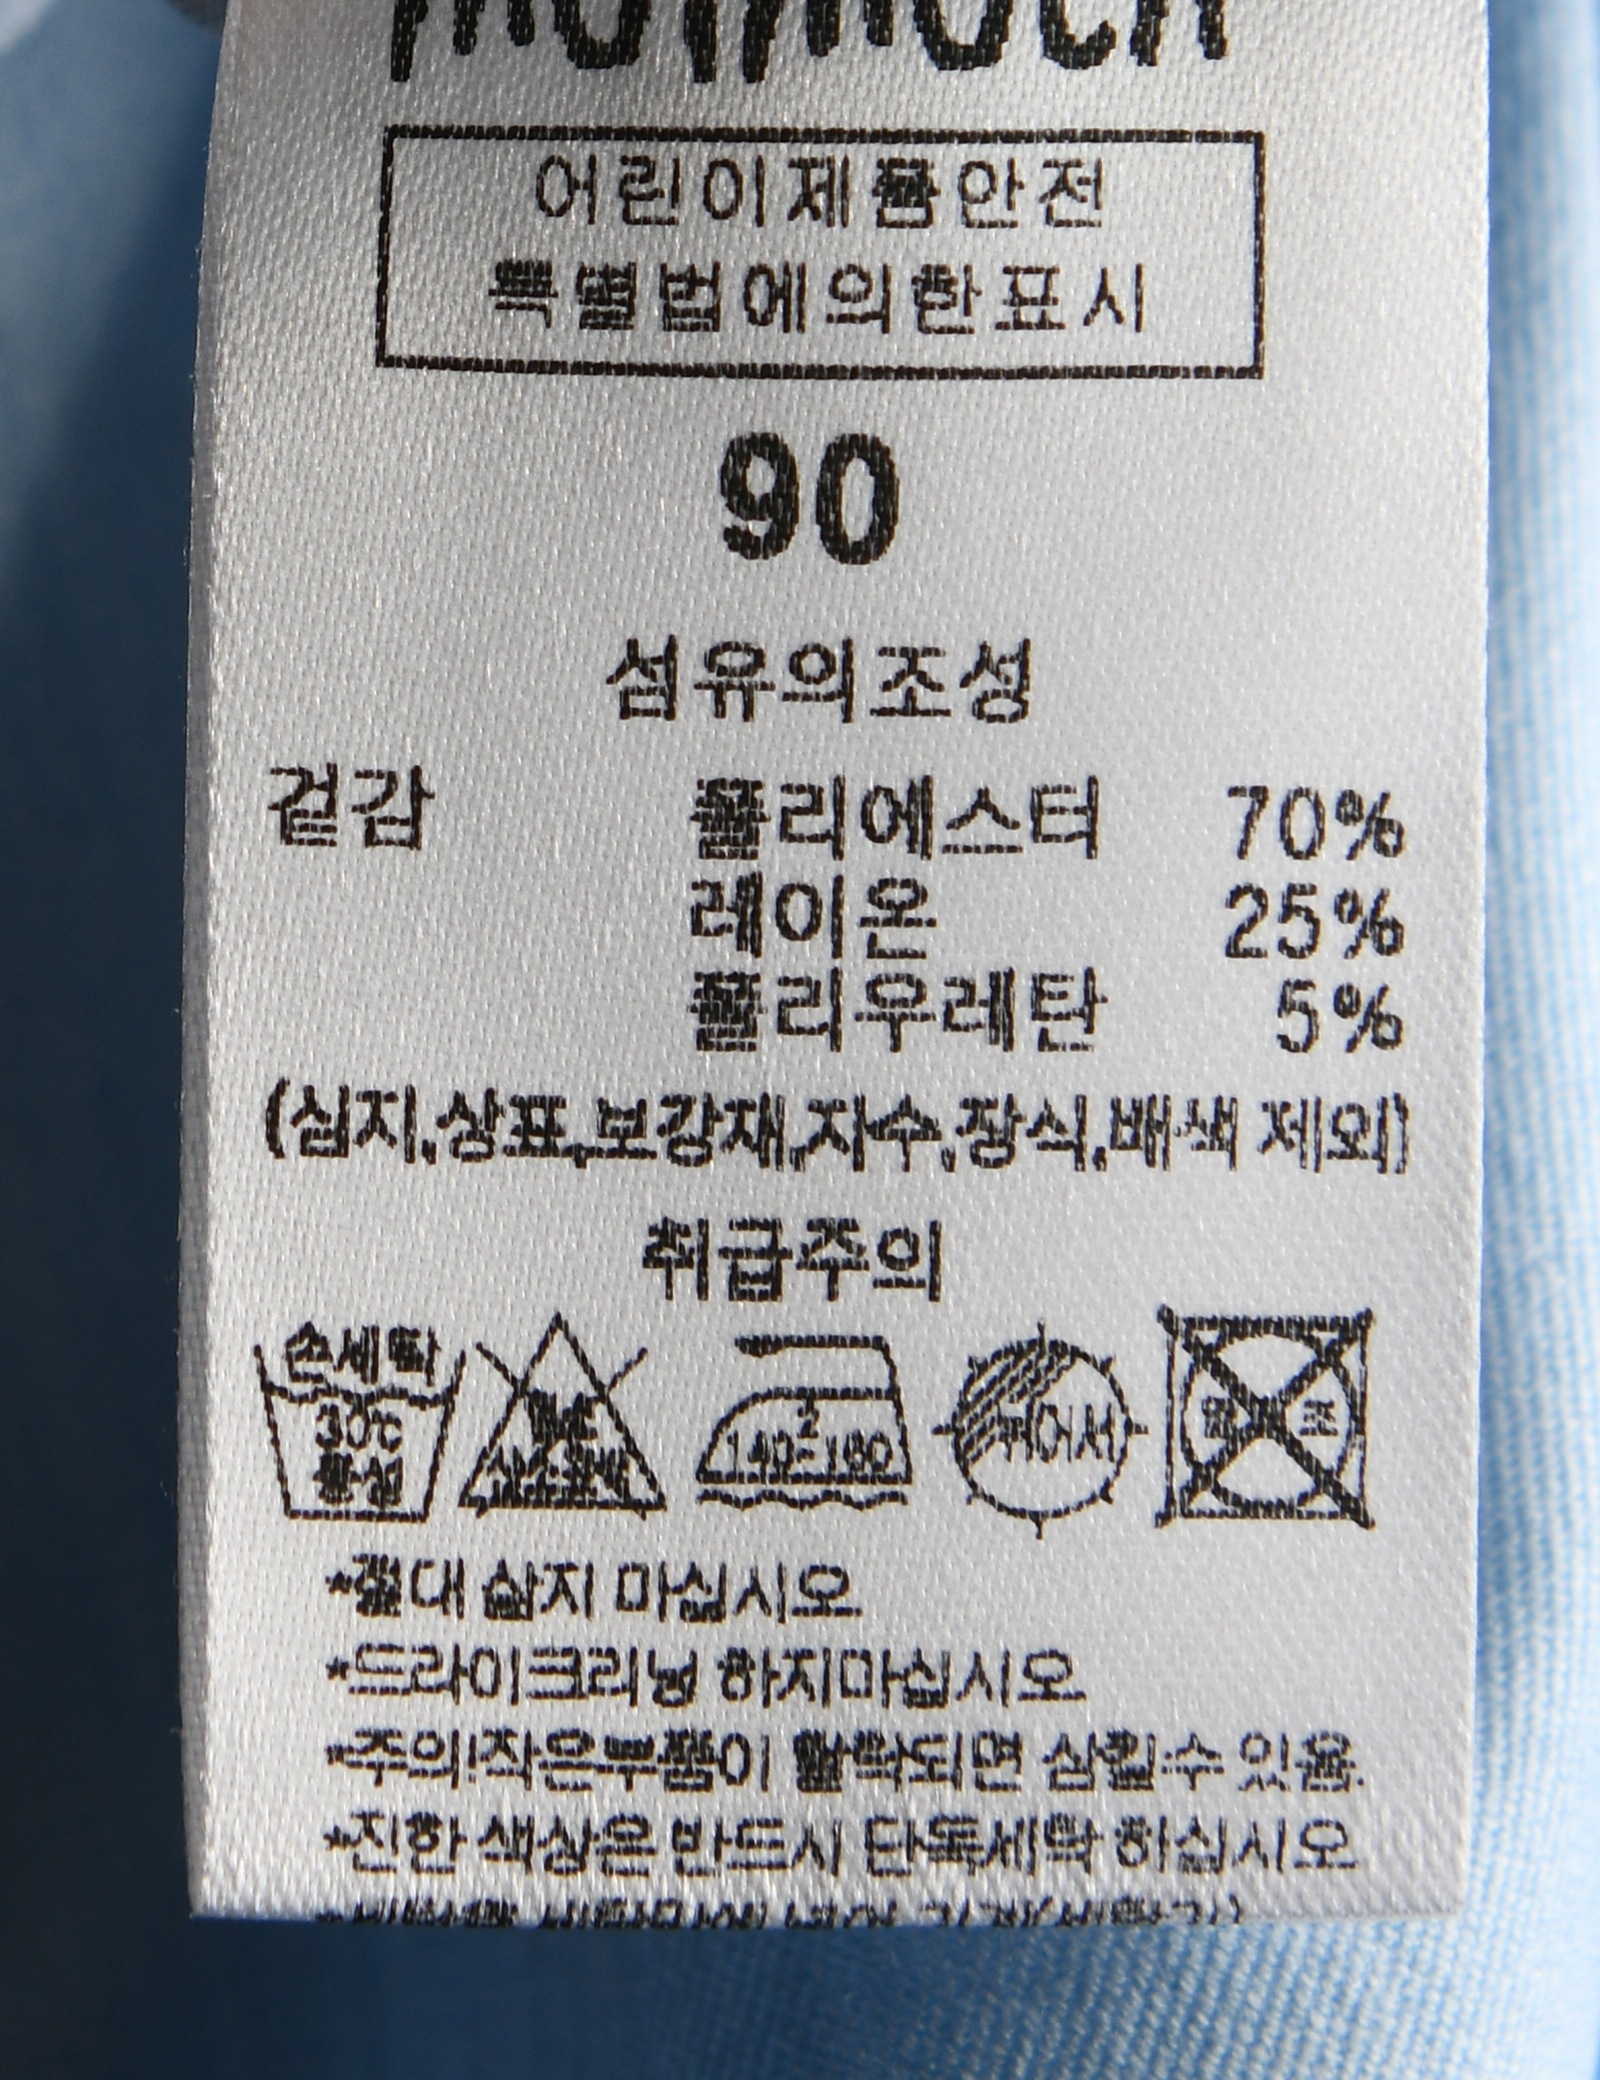 어린이제품안전
특별법에의한표시
90
섬유의조성
겉감 폴리에스터 70%
레이온 25%
폴리우레탄 5%
(심지,상표,보강재,자수,장식,배색 제외)
취급주의
손세탁
30℃
중성
2
140~160
뉘어서
*절대 삶지 마십시오
*드라이크리닝 하지마십시오
*주의!작은부품이 탈락되면 삼킬수 있음.
*진한 색상은 반드시 단독세탁 하십시오